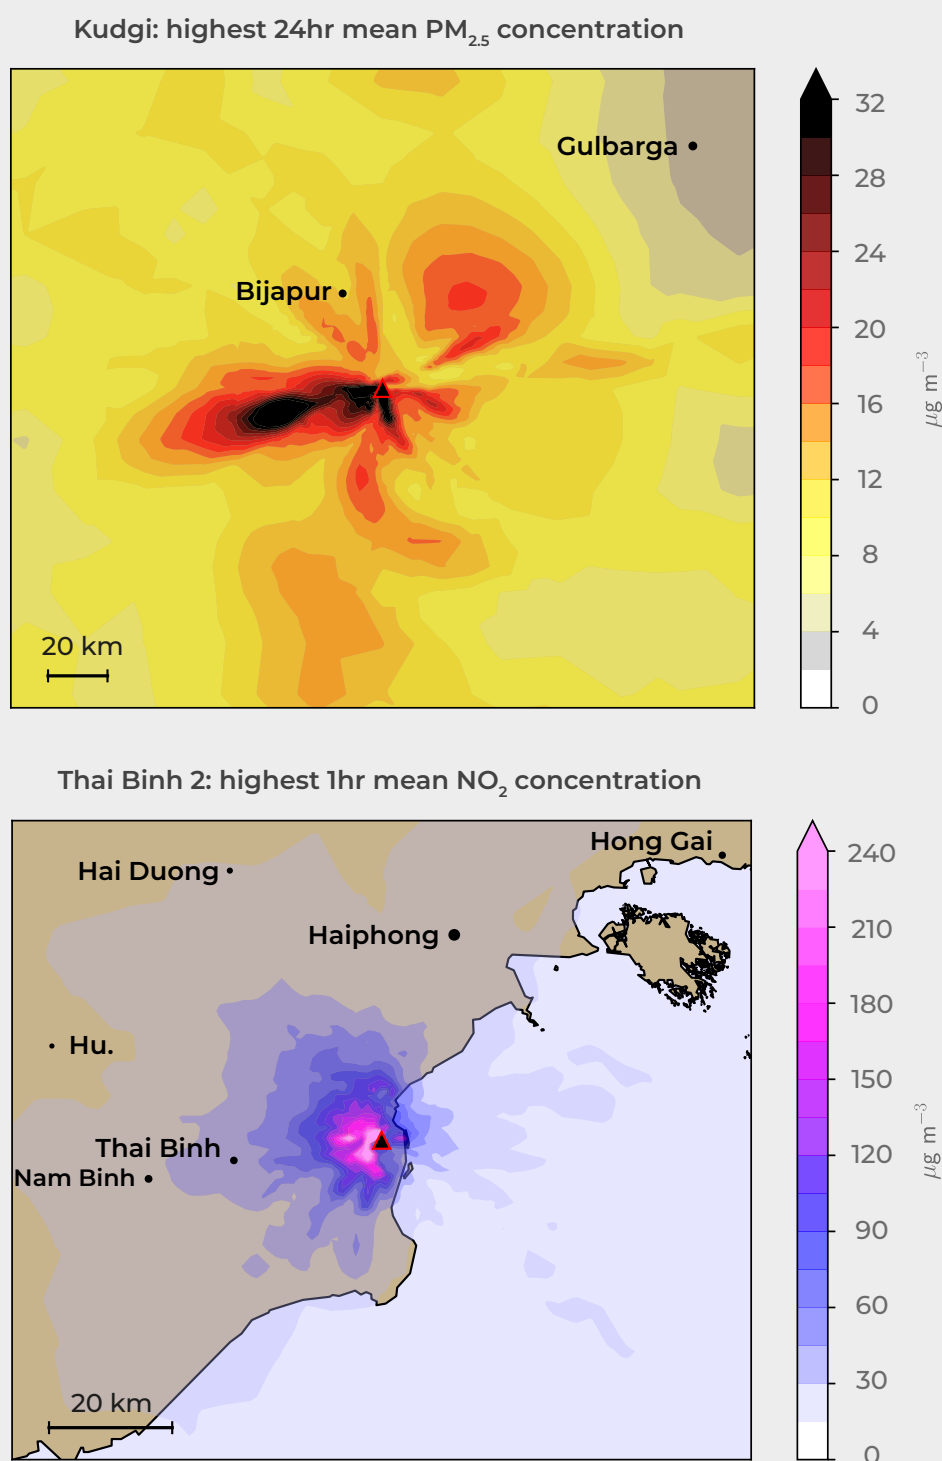 Kudgi: highest 24hr mean PM2.5 concentration
Gulbarga
Bijapur
20 km
32
28
24
20
16
12
8
4
0
µg m−3
Thai Binh 2: highest 1hr mean NO2 concentration
Hong Gai
Hai Duong
Haiphong
Hu.
Thai Binh
Nam Binh
20 km
240
210
180
150
120
90
60
30
0
µg m−3